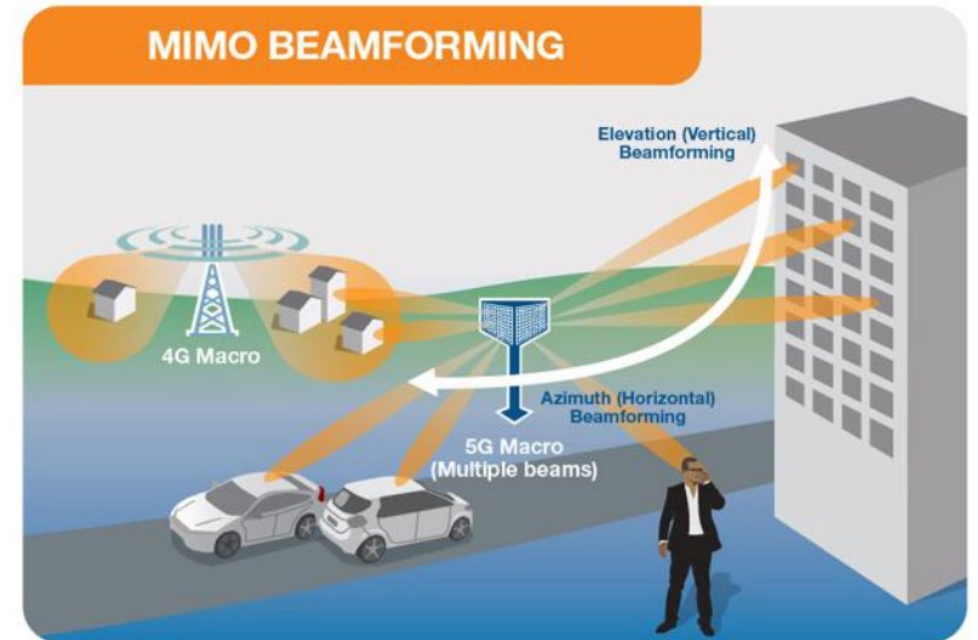 MIMO BEAMFORMING
Elevation (Vertical)
Beamforming
4G Macro
Azimuth (Horizontal)
Beamforming
5G Macro
(Multiple beams)